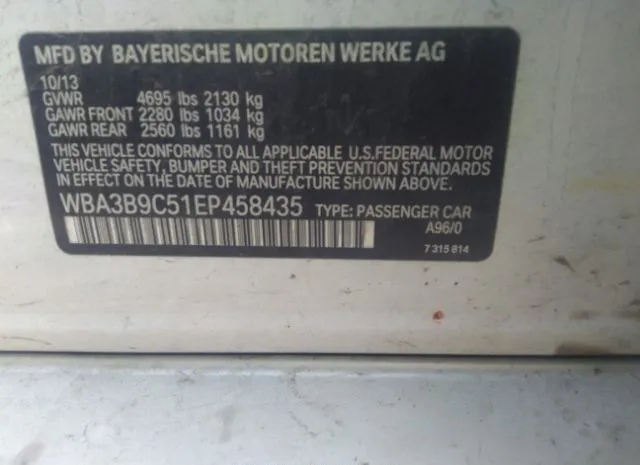 MFD BY BAYERISCHE MOTOREN WERKE AG
10/13
GVWR 4695 lbs 2130 kg
GAWR FRONT 2280 lbs 1034 kg
GAWR REAR 2560 lbs 1161 kg
THIS VEHICLE CONFORMS TO ALL APPLICABLE U.S.FEDERAL MOTOR
VEHICLE SAFETY, BUMPER AND THEFT PREVENTION STANDARDS
IN EFFECT ON THE DATE OF MANUFACTURE SHOWN ABOVE.
WBA3B9C51EP458435 TYPE: PASSENGER CAR
A96/0
7 315 814